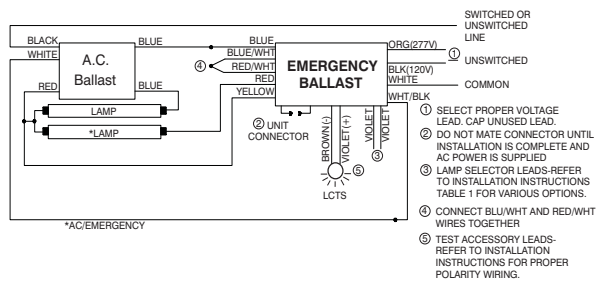 SWITCHED OR
UNSWITCHED
LINE
BLACK
BLUE
BLUE
ORG(277V)
①
WHITE
BLUE/WHT
UNSWITCHED
A.C.
Ballast
④
RED/WHT
EMERGENCY
BALLAST
BLK(120V)
RED
WHITE
COMMON
RED
BLUE
YELLOW
WHT/BLK
LAMP
*LAMP
② UNIT
CONNECTOR
BROWN(-)
VIOLET(+)
VIOLET
VIOLET
③
⑤
LCTS
*AC/EMERGENCY
① SELECT PROPER VOLTAGE
LEAD. CAP UNUSED LEAD.
② DO NOT MATE CONNECTOR UNTIL
INSTALLATION IS COMPLETE AND
AC POWER IS SUPPLIED
③ LAMP SELECTOR LEADS-REFER
TO INSTALLATION INSTRUCTIONS
TABLE 1 FOR VARIOUS OPTIONS.
④ CONNECT BLU/WHT AND RED/WHT
WIRES TOGETHER
⑤ TEST ACCESSORY LEADS-
REFER TO INSTALLATION
INSTRUCTIONS FOR PROPER
POLARITY WIRING.